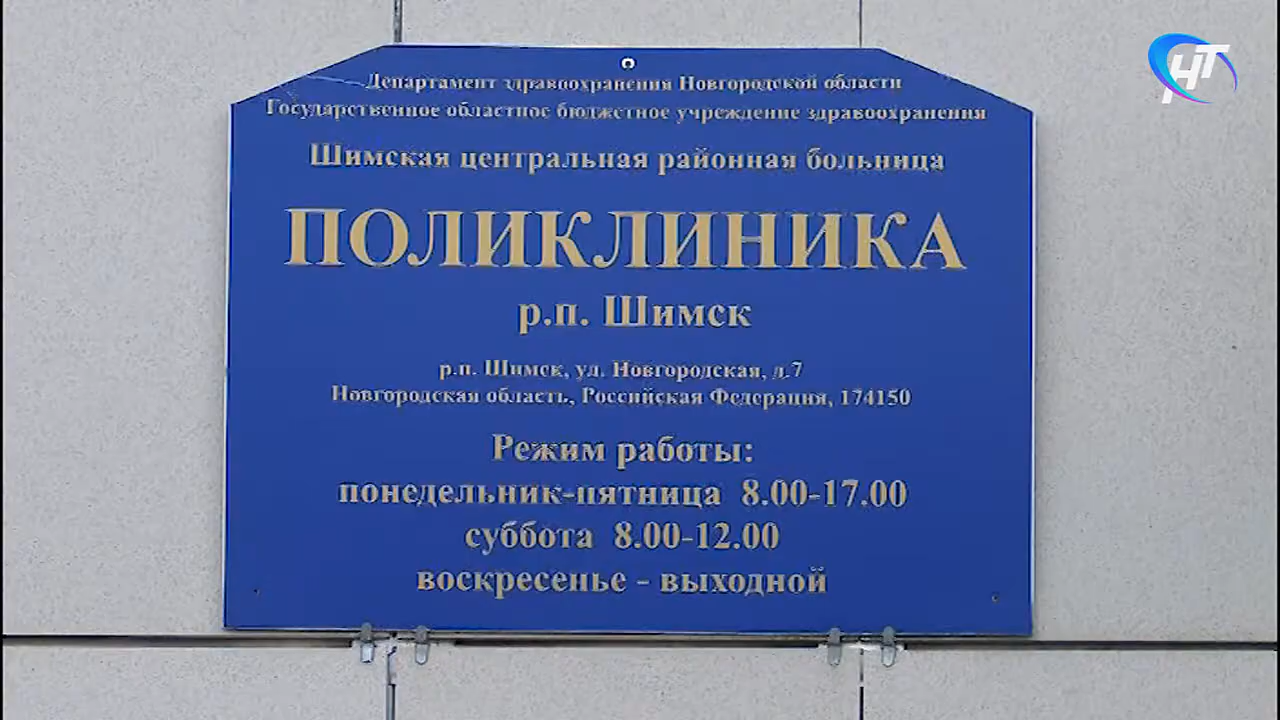 НТ
Департамент здравоохранения Новгородской области
Государственное областное бюджетное учреждение здравоохранения
Шимская центральная районная больница
ПОЛИКЛИНИКА
р.п. Шимск
р.п. Шимск, ул. Новгородская, д.7
Новгородская область, Российская Федерация, 174150
Режим работы:
понедельник-пятница 8.00-17.00
суббота 8.00-12.00
воскресенье - выходной